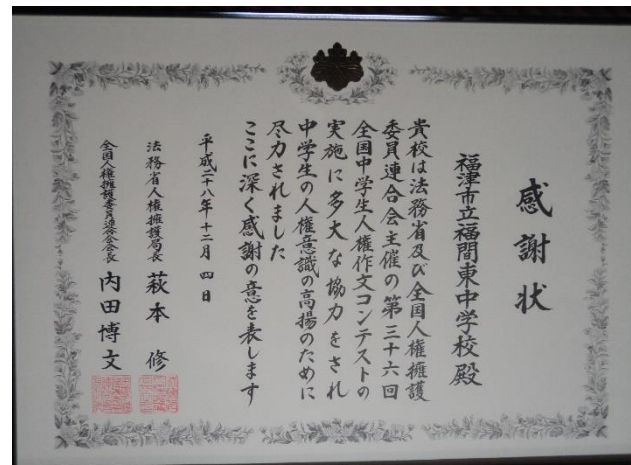 感謝状
福津市立福間東中学校殿
貴校は法務省及び全国人権擁護
委員連合会主催の第三十六回
全国中学生人権作文コンテストの
実施に多大な協力をされ
中学生の人権意識の高揚のために
尽力されました
ここに深く感謝の意を表します
平成二十八年十二月四日
法務省人権擁護局長 萩本修
全国人権擁護委員連合会会長 内田博文